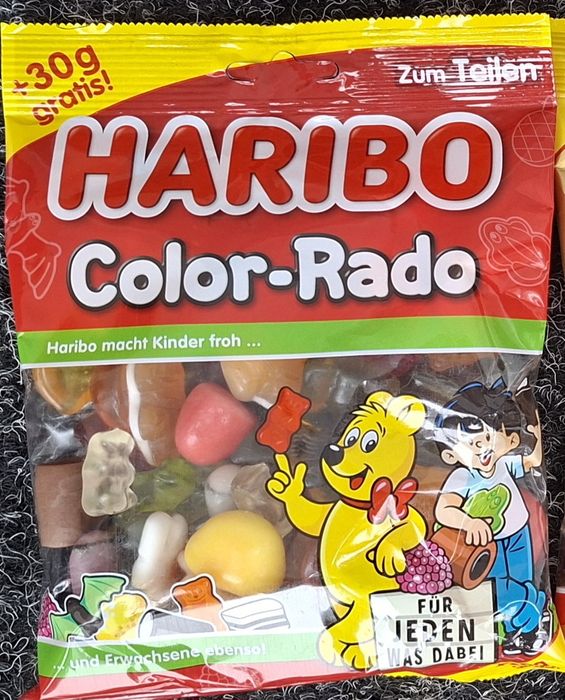 +30g
gratis!
Zum Teilen
HARIBO
Color-Rado
Haribo macht Kinder froh ...
FÜR
JEDEN
WAS DABEI
... und Erwachsene ebenso!